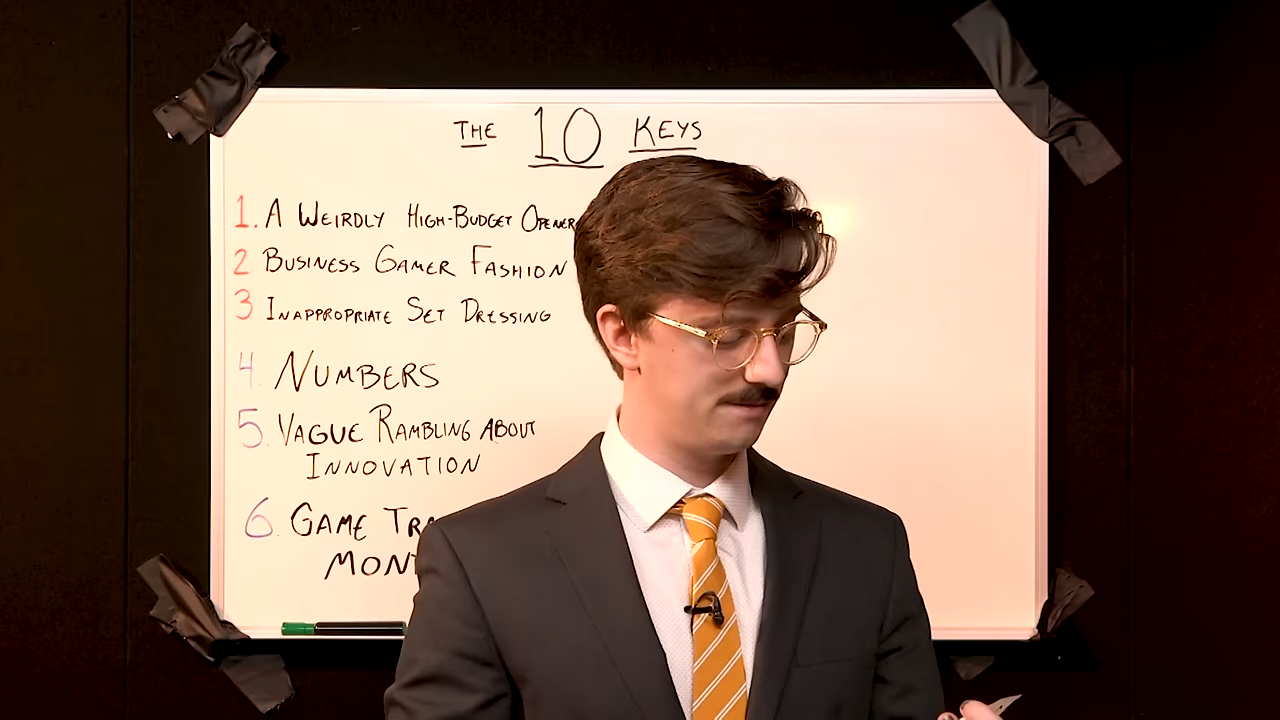 THE 10 KEYS
1. A WEIRDLY HIGH-BUDGET OPENER
2 BUSINESS GAMER FASHION
3 INAPPROPRIATE SET DRESSING
4. NUMBERS
5. VAGUE RAMBLING ABOUT
INNOVATION
6. GAME